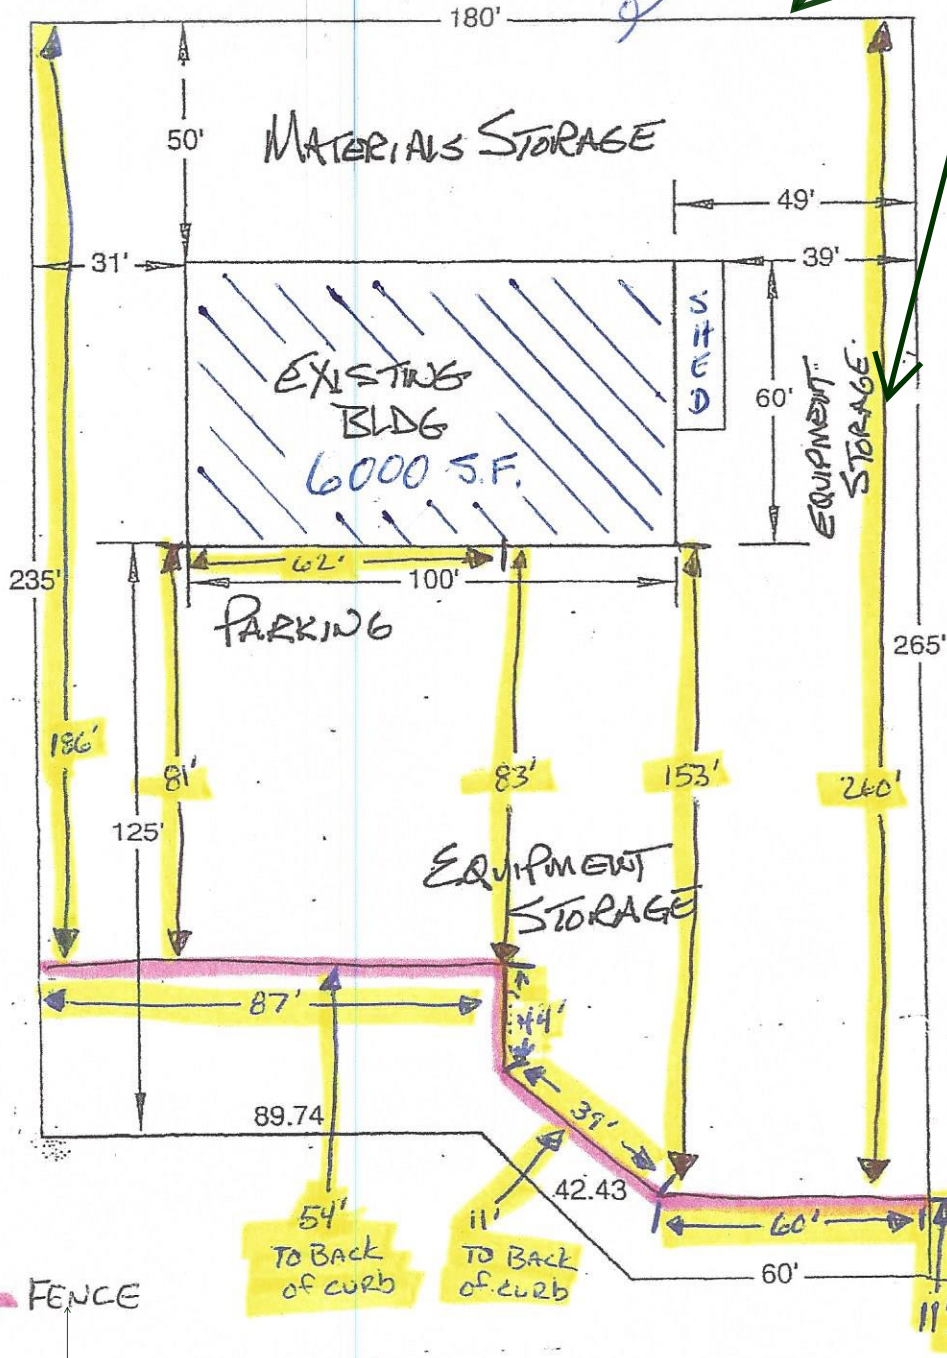 180'
50'
MATERIALS STORAGE
49'
31'
39'
SHED
EXISTING
BLDG
6000 S.F.
60'
EQUIPMENT
STORAGE
62'
100'
235'
PARKING
265'
186'
81'
83'
153'
260'
125'
EQUIPMENT
STORAGE
87'
44'
39'
89.74
42.43
54'
TO BACK
OF CURB
11'
TO BACK
OF CURB
60'
60'
11'
FENCE